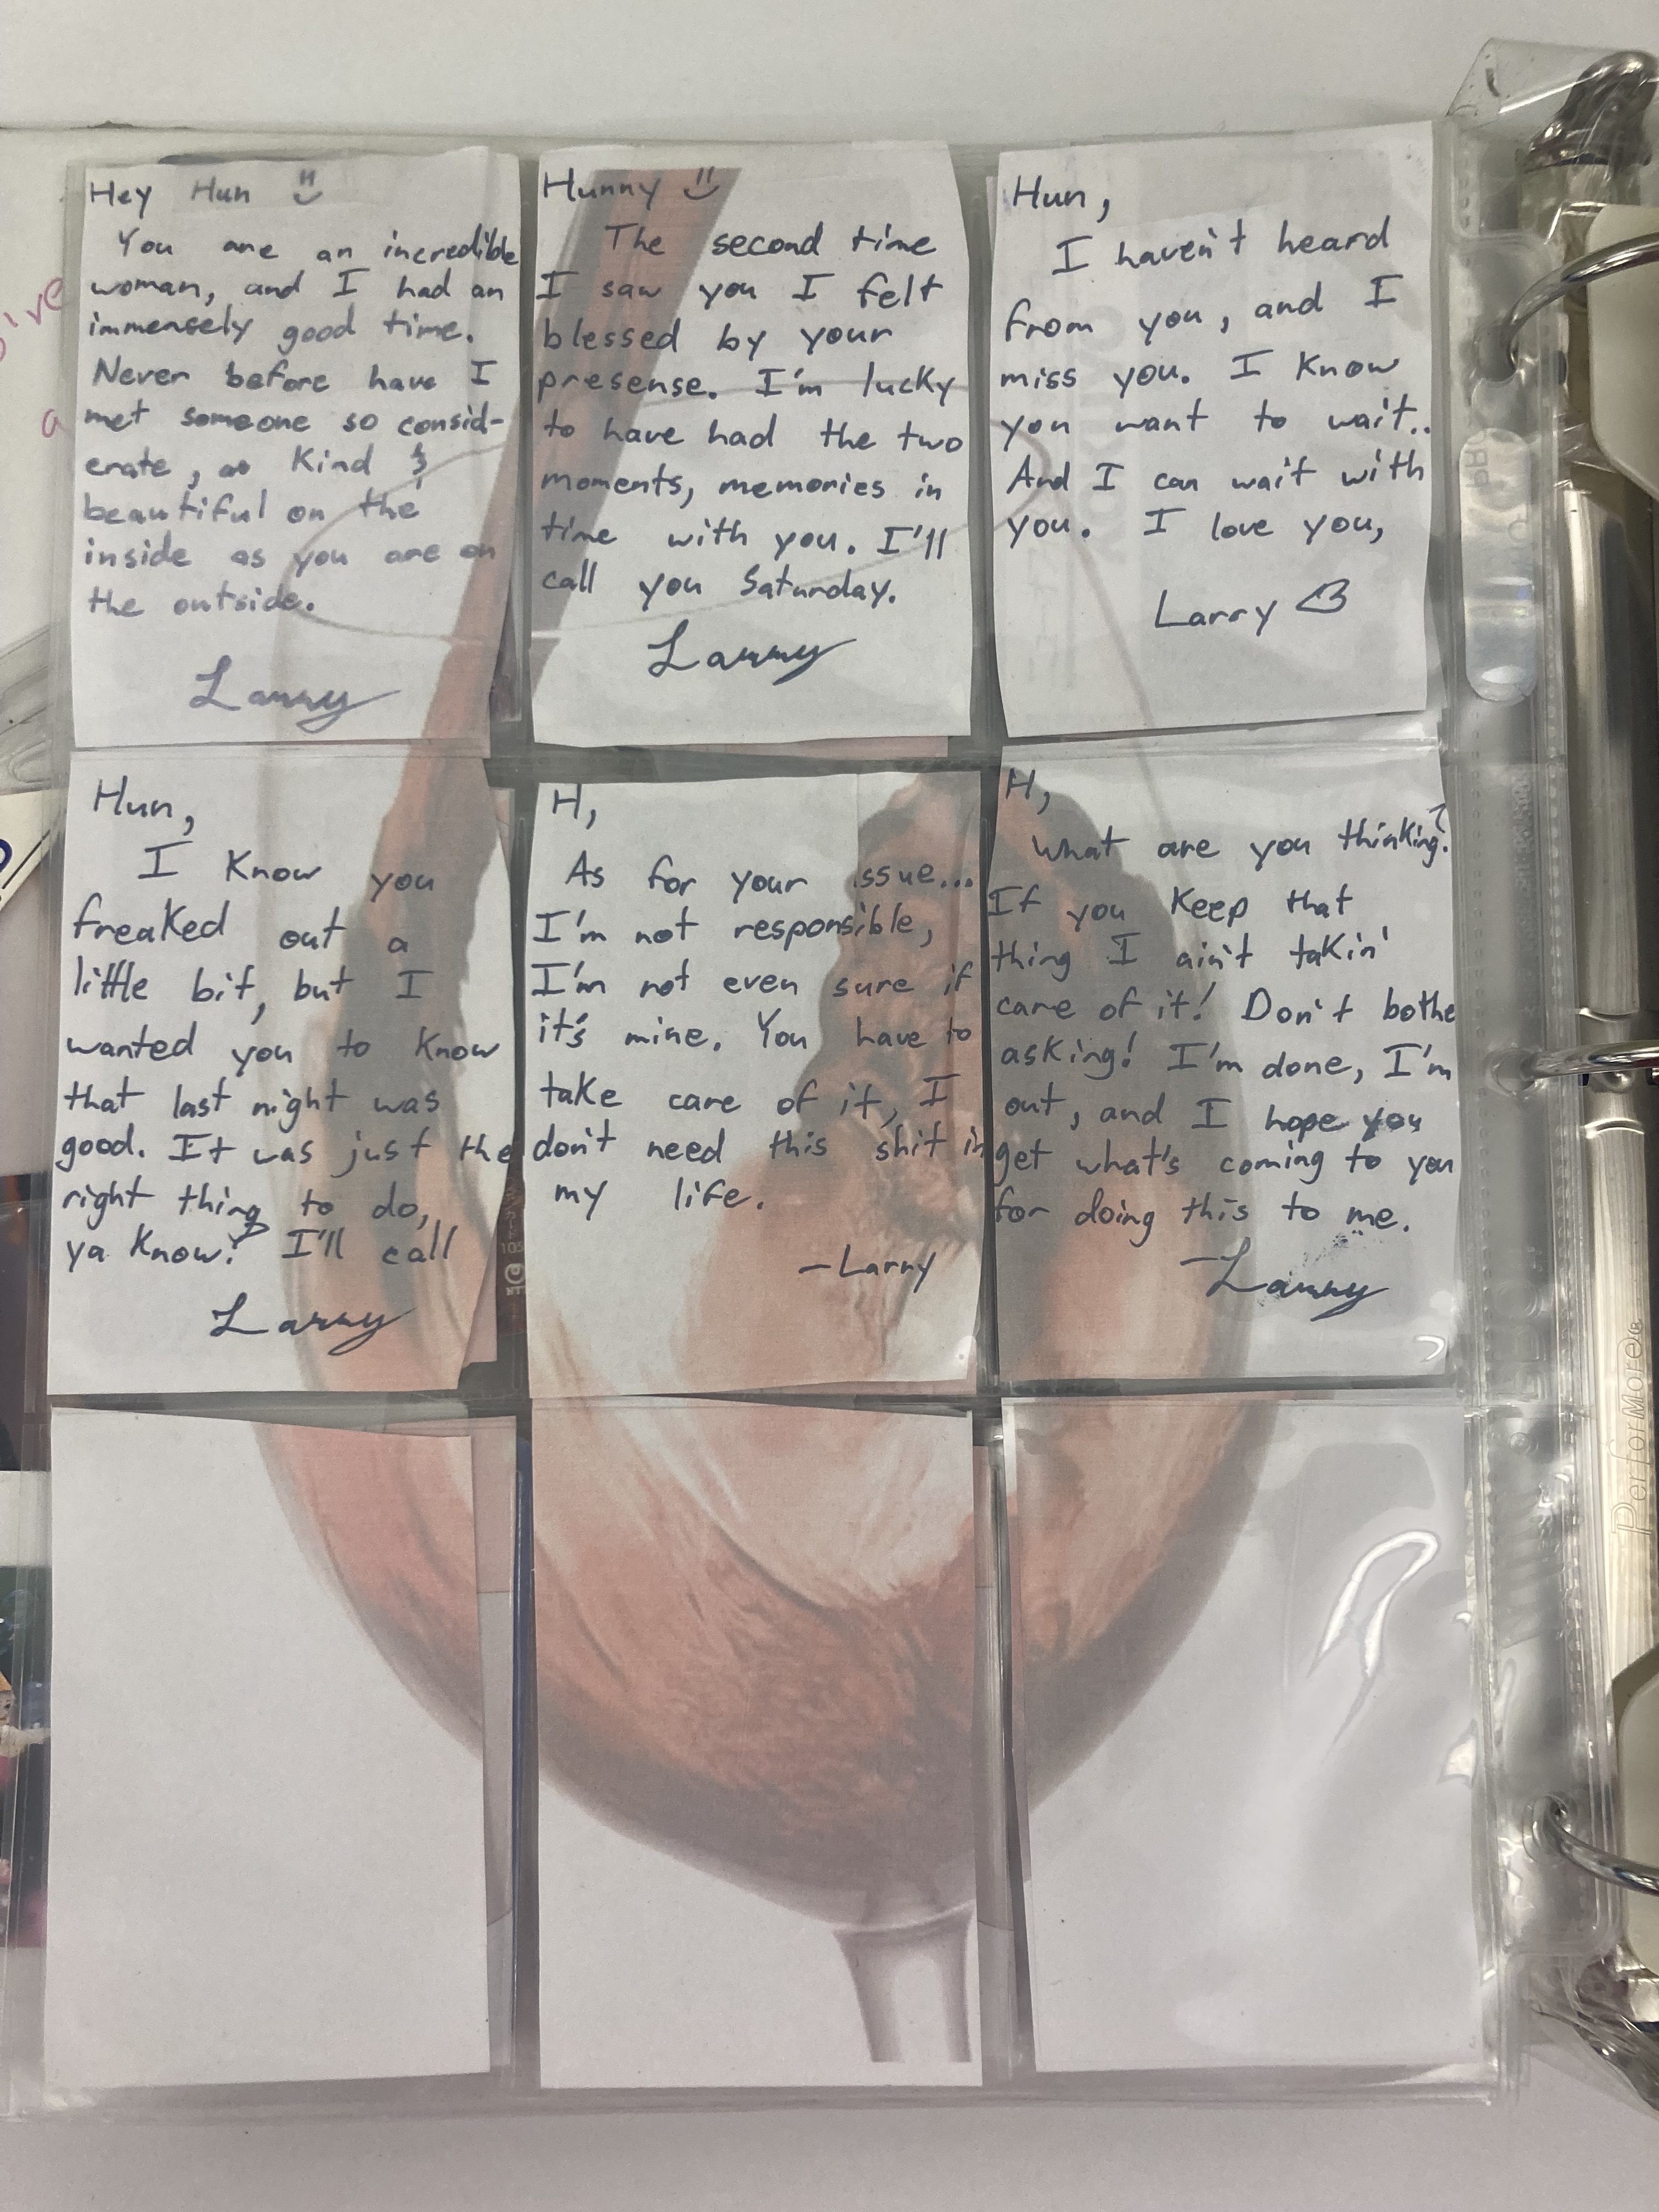 Hey Hun
You are an incredible
woman, and I had an
immensely good time.
Never before have I
met someone so consid-
erate, as kind &
beautiful on the
inside as you are on
the outside.
Larry
Hunny
The second time
I saw you I felt
blessed by your
presense. I'm lucky
to have had the two
moments, memories in
time with you. I'll
call you Saturday.
Larry
Hun,
I haven't heard
from you, and I
miss you. I know
you want to wait..
And I can wait with
you. I love you,
Larry <3
Hun,
I know you
freaked out a
little bit, but I
wanted you to know
that last night was
good. It was just the
right thing to do,
ya know? I'll call
Larry
H,
As for your issue...
I'm not responsible,
I'm not even sure if
it's mine. You have to
take care of it, I
don't need this shit in
my life.
-Larry
H,
What are you thinking?
If you keep that
thing I ain't takin'
care of it! Don't bothe
asking! I'm done, I'm
out, and I hope you
get what's coming to you
for doing this to me.
-Larry
PerforMore